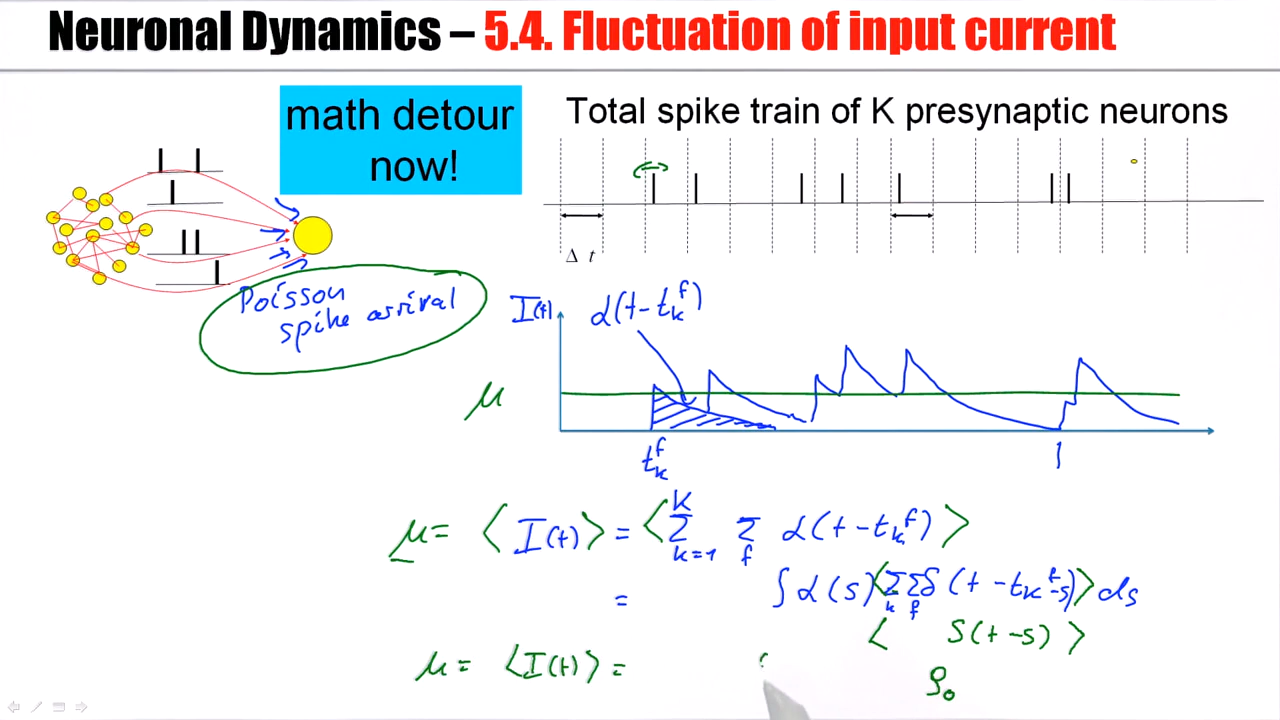 Neuronal Dynamics – 5.4. Fluctuation of input current
math detour
now!
Total spike train of K presynaptic neurons
Δ t
Poisson
spike arrival
I(t)
α(t - t_k^f)
μ
t_k^f
μ = ⟨ I(t) ⟩ = ⟨ Σ_{k=1}^K Σ_f α(t - t_k^f) ⟩
= ∫ α(s) ⟨ Σ_k Σ_f δ(t - t_k^f - s) ⟩ ds
⟨ S(t - s) ⟩
μ = ⟨I(t)⟩ =
ρ_0